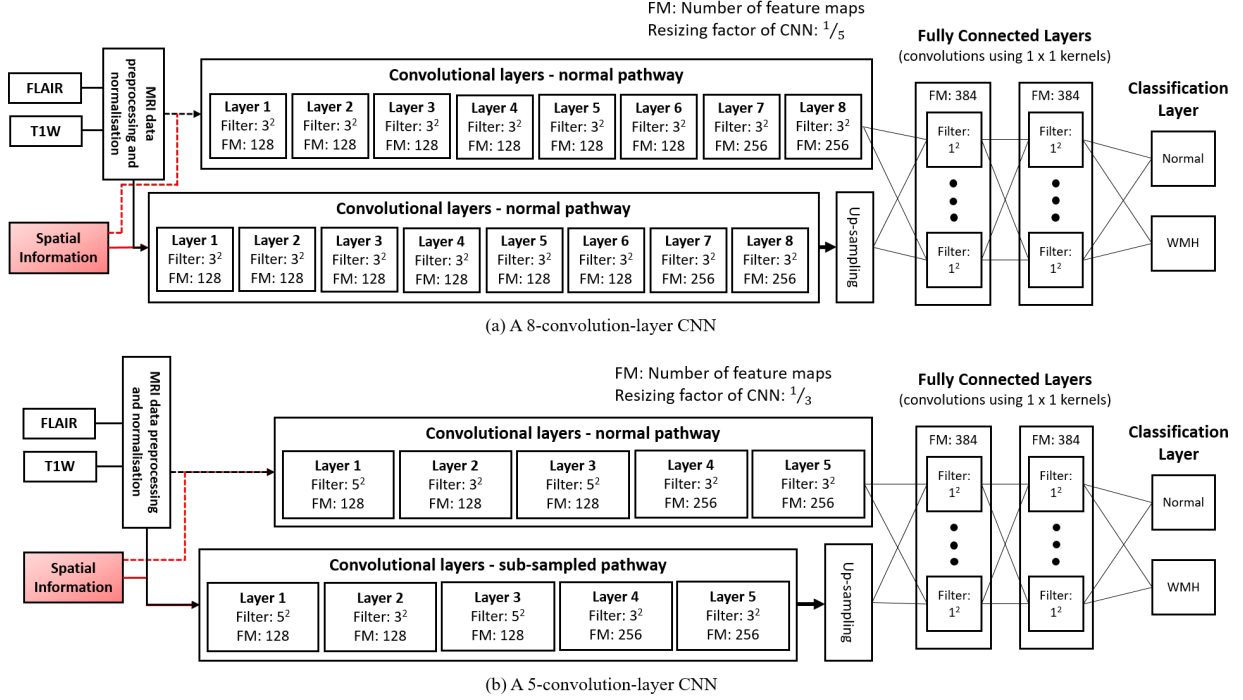 FM: Number of feature maps
Resizing factor of CNN: 1/5
Fully Connected Layers
(convolutions using 1 x 1 kernels)
FLAIR
T1W
MRI data
preprocessing and
normalisation
Spatial
Information
Convolutional layers - normal pathway
Layer 1
Filter: 3²
FM: 128
Layer 2
Filter: 3²
FM: 128
Layer 3
Filter: 3²
FM: 128
Layer 4
Filter: 3²
FM: 128
Layer 5
Filter: 3²
FM: 128
Layer 6
Filter: 3²
FM: 128
Layer 7
Filter: 3²
FM: 256
Layer 8
Filter: 3²
FM: 256
Convolutional layers - normal pathway
Layer 1
Filter: 3²
FM: 128
Layer 2
Filter: 3²
FM: 128
Layer 3
Filter: 3²
FM: 128
Layer 4
Filter: 3²
FM: 128
Layer 5
Filter: 3²
FM: 128
Layer 6
Filter: 3²
FM: 128
Layer 7
Filter: 3²
FM: 256
Layer 8
Filter: 3²
FM: 256
Up-sampling
FM: 384
Filter:
1²
Filter:
1²
FM: 384
Filter:
1²
Filter:
1²
Classification
Layer
Normal
WMH
(a) A 8-convolution-layer CNN
FM: Number of feature maps
Resizing factor of CNN: 1/3
Fully Connected Layers
(convolutions using 1 x 1 kernels)
FLAIR
T1W
MRI data preprocessing
and normalisation
Spatial
Information
Convolutional layers - normal pathway
Layer 1
Filter: 5²
FM: 128
Layer 2
Filter: 3²
FM: 128
Layer 3
Filter: 5²
FM: 128
Layer 4
Filter: 3²
FM: 256
Layer 5
Filter: 3²
FM: 256
Convolutional layers - sub-sampled pathway
Layer 1
Filter: 5²
FM: 128
Layer 2
Filter: 3²
FM: 128
Layer 3
Filter: 5²
FM: 128
Layer 4
Filter: 3²
FM: 256
Layer 5
Filter: 3²
FM: 256
Up-sampling
FM: 384
Filter:
1²
Filter:
1²
FM: 384
Filter:
1²
Filter:
1²
Classification
Layer
Normal
WMH
(b) A 5-convolution-layer CNN